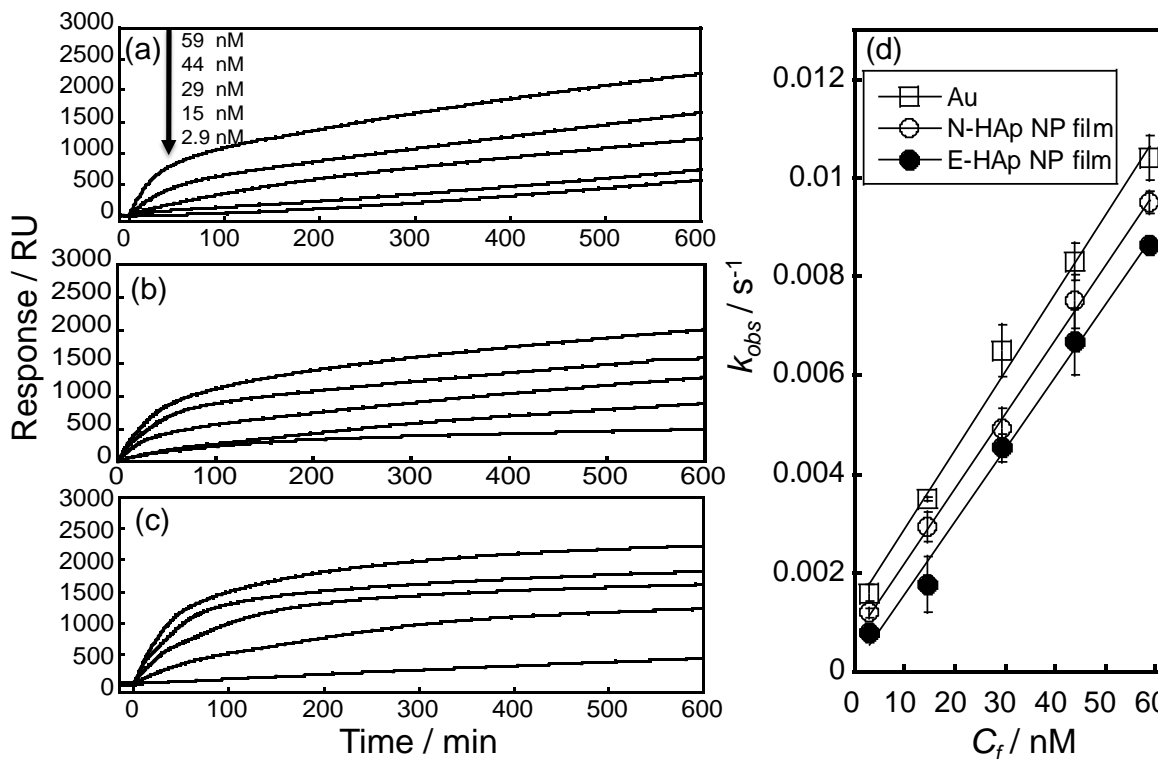 Response / RU
(a)
59 nM
44 nM
29 nM
15 nM
2.9 nM
3000
2500
2000
1500
1000
500
0
0 100 200 300 400 500 600
(b)
3000
2500
2000
1500
1000
500
0
0 100 200 300 400 500 600
(c)
3000
2500
2000
1500
1000
500
0
0 100 200 300 400 500 600
Time / min
(d)
Au
N-HAp NP film
E-HAp NP film
k_obs / s⁻¹
0.012
0.01
0.008
0.006
0.004
0.002
0
0 10 20 30 40 50 60
C_f / nM